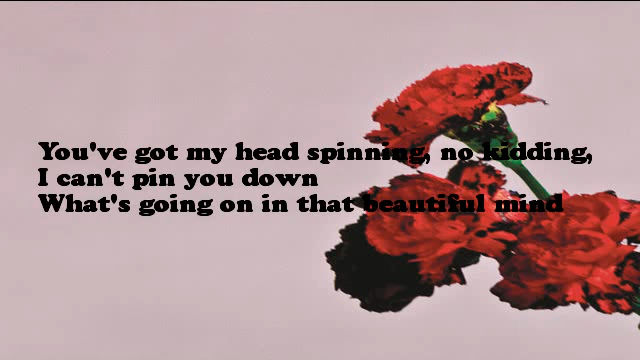 You've got my head spinning, no kidding,
I can't pin you down
What's going on in that beautiful mind